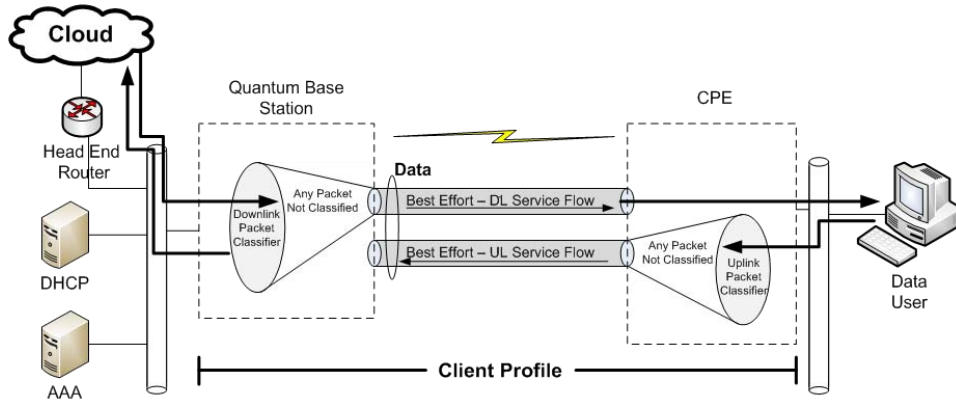 Cloud
Quantum Base
Station
CPE
Head End
Router
Data
Any Packet
Not Classified
Downlink
Packet
Classifier
Best Effort – DL Service Flow
Best Effort – UL Service Flow
Any Packet
Not Classified
Uplink
Packet
Classifier
DHCP
Data
User
AAA
Client Profile